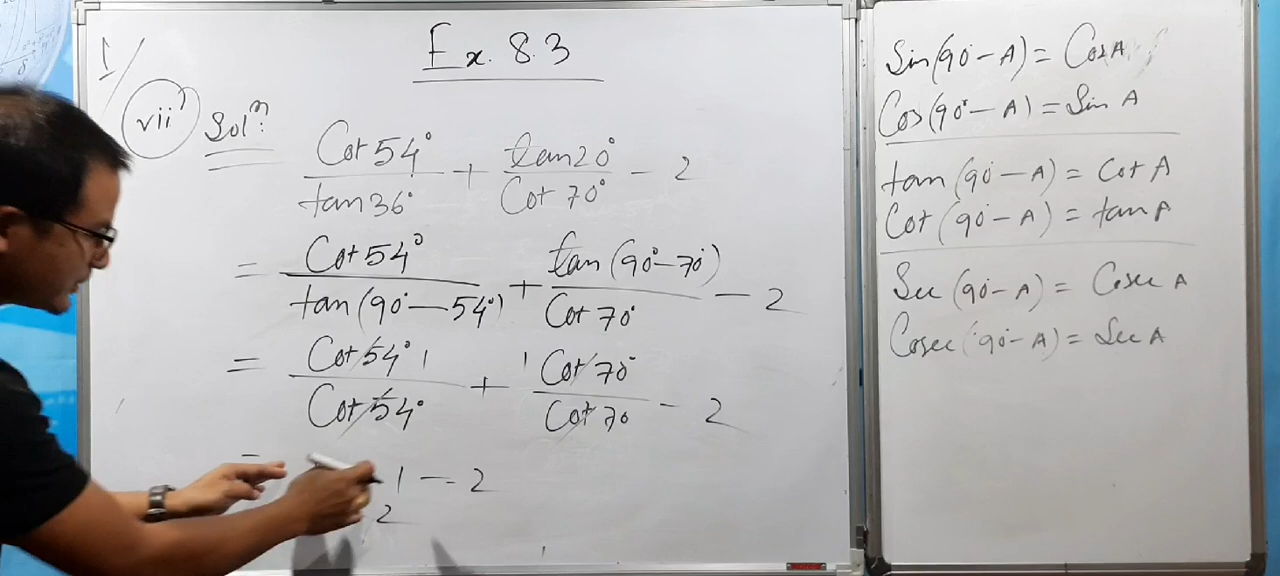 Ex. 8.3
1/
vii) Solⁿ:
Cot 54° / tan 36° + tan 20° / Cot 70° - 2
= Cot 54° / tan (90° - 54°) + tan (90° - 70°) / Cot 70° - 2
= Cot 54° 1 / Cot 54° + 1 Cot 70° / Cot 70 - 2
= 1 - 2
2
Sin (90° - A) = Cos A
Cos (90° - A) = Sin A
tan (90° - A) = Cot A
Cot (90° - A) = tan A
Sec (90° - A) = Cosec A
Cosec (90° - A) = Sec A